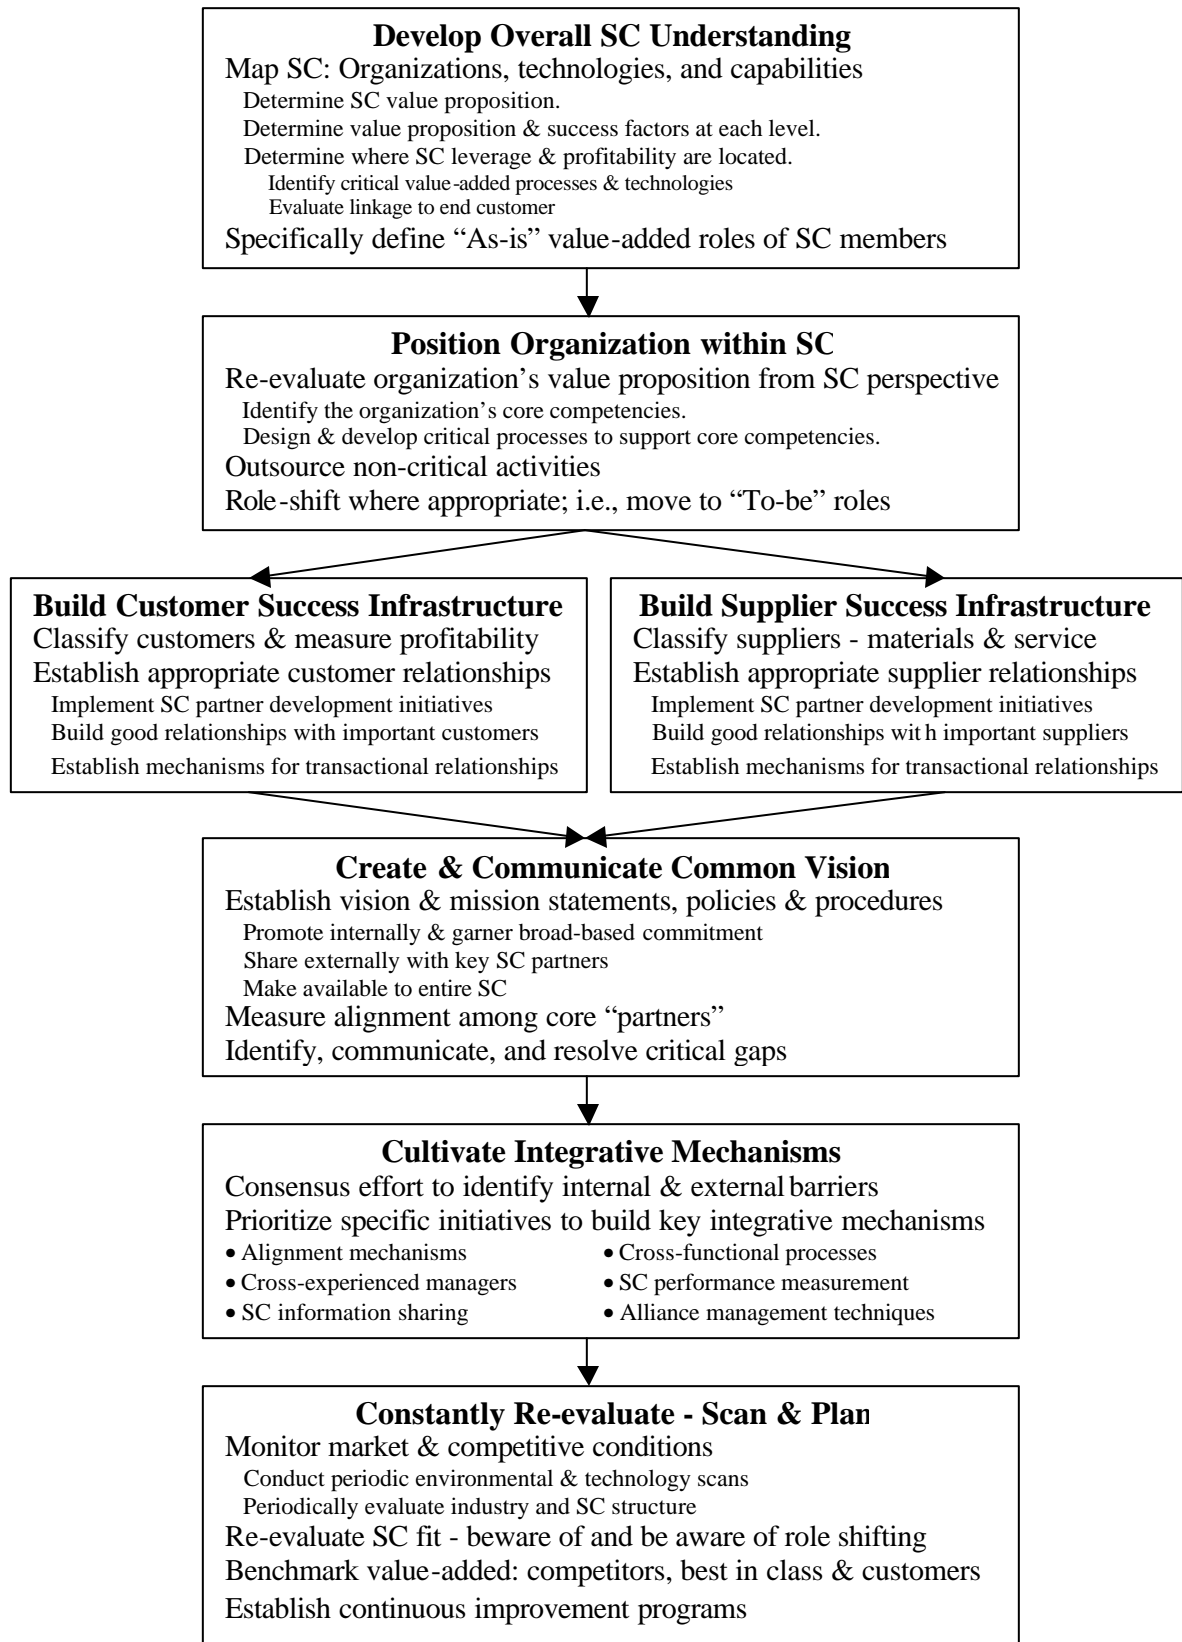 Develop Overall SC Understanding
Map SC: Organizations, technologies, and capabilities
Determine SC value proposition.
Determine value proposition & success factors at each level.
Determine where SC leverage & profitability are located.
Identify critical value-added processes & technologies
Evaluate linkage to end customer
Specifically define “As-is” value-added roles of SC members
Position Organization within SC
Re-evaluate organization’s value proposition from SC perspective
Identify the organization’s core competencies.
Design & develop critical processes to support core competencies.
Outsource non-critical activities
Role-shift where appropriate; i.e., move to “To-be” roles
Build Customer Success Infrastructure
Classify customers & measure profitability
Establish appropriate customer relationships
Implement SC partner development initiatives
Build good relationships with important customers
Establish mechanisms for transactional relationships
Build Supplier Success Infrastructure
Classify suppliers - materials & service
Establish appropriate supplier relationships
Implement SC partner development initiatives
Build good relationships with important suppliers
Establish mechanisms for transactional relationships
Create & Communicate Common Vision
Establish vision & mission statements, policies & procedures
Promote internally & garner broad-based commitment
Share externally with key SC partners
Make available to entire SC
Measure alignment among core “partners”
Identify, communicate, and resolve critical gaps
Cultivate Integrative Mechanisms
Consensus effort to identify internal & external barriers
Prioritize specific initiatives to build key integrative mechanisms
• Alignment mechanisms
• Cross-experienced managers
• SC information sharing
• Cross-functional processes
• SC performance measurement
• Alliance management techniques
Constantly Re-evaluate - Scan & Plan
Monitor market & competitive conditions
Conduct periodic environmental & technology scans
Periodically evaluate industry and SC structure
Re-evaluate SC fit - beware of and be aware of role shifting
Benchmark value-added: competitors, best in class & customers
Establish continuous improvement programs